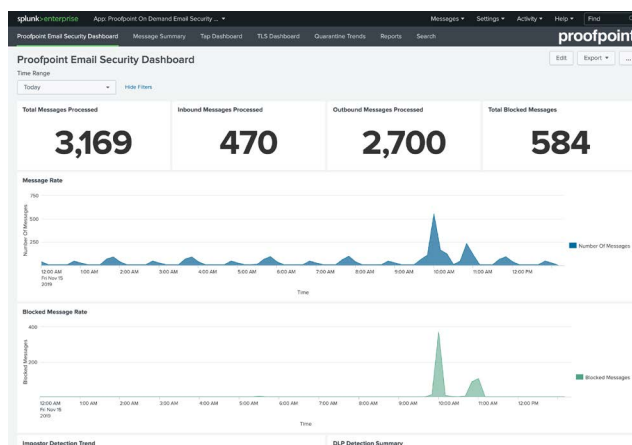 splunk>enterprise App: Proofpoint On Demand Email Security ... Messages Settings Activity Help Find
Proofpoint Email Security Dashboard Message Summary Tap Dashboard TLS Dashboard Quarantine Trends Reports Search proofpoint
Proofpoint Email Security Dashboard Edit Export ...
Time Range
Today Hide Filters
Total Messages Processed Inbound Messages Processed Outbound Messages Processed Total Blocked Messages
3,169 470 2,700 584
Message Rate
750
500
250
Number Of Messages
Number Of Messages
12:00 AM 1:00 AM 2:00 AM 3:00 AM 4:00 AM 5:00 AM 6:00 AM 7:00 AM 8:00 AM 9:00 AM 10:00 AM 11:00 AM 12:00 PM
Fri Nov 15
2019
Time
Blocked Message Rate
400
200
Blocked Messages
Blocked Messages
12:00 AM 1:00 AM 2:00 AM 3:00 AM 4:00 AM 5:00 AM 6:00 AM 7:00 AM 8:00 AM 9:00 AM 10:00 AM 11:00 AM 12:00 PM
Fri Nov 15
2019
Time
Impostor Detection Trend DLP Detection Summary